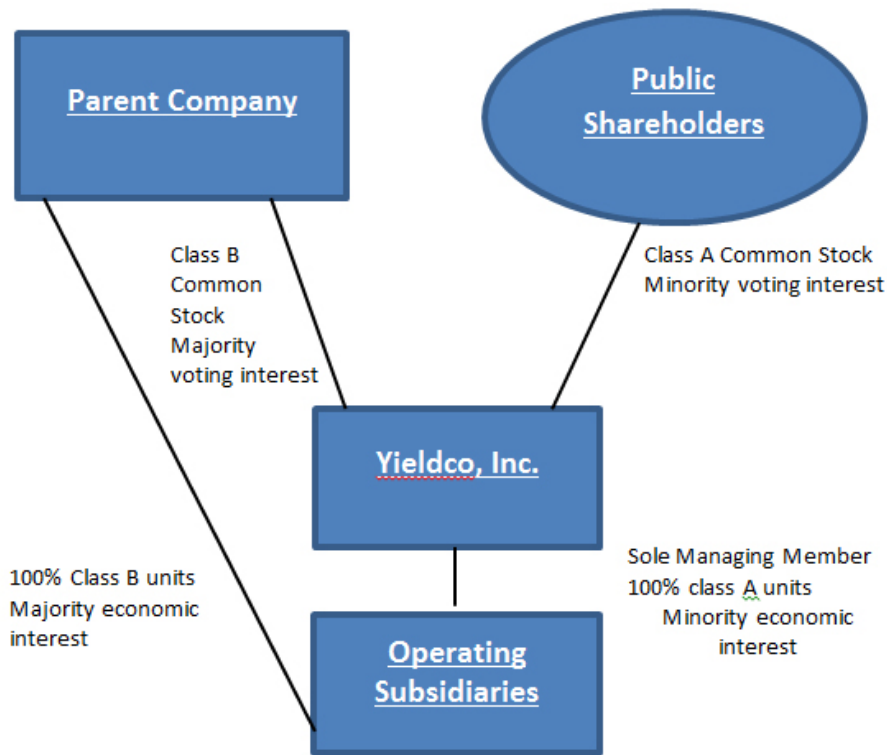 Parent Company
Public
Shareholders
Class B
Common
Stock
Majority
voting interest
Class A Common Stock
Minority voting interest
Yieldco, Inc.
100% Class B units
Majority economic
interest
Sole Managing Member
100% class A units
Minority economic
interest
Operating
Subsidiaries